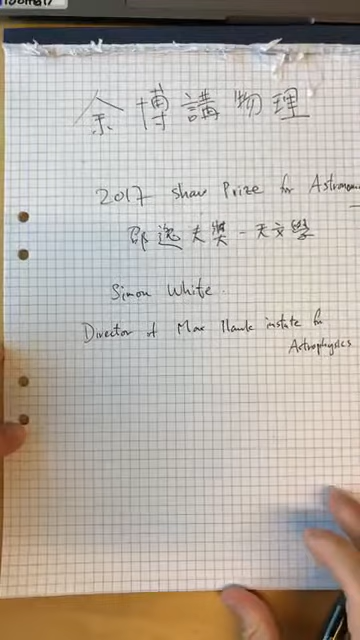 余博講物理
2017 Shaw Prize for Astronom
邵逸夫獎 - 天文學
Simon White.
Director of Max Planck instate for
Astrophysics